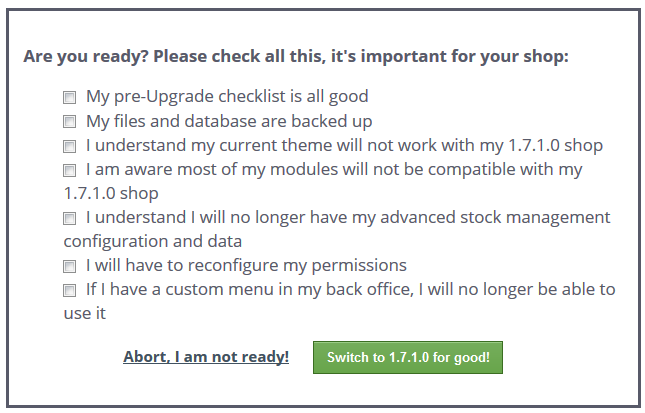 Are you ready? Please check all this, it's important for your shop:
My pre-Upgrade checklist is all good
My files and database are backed up
I understand my current theme will not work with my 1.7.1.0 shop
I am aware most of my modules will not be compatible with my
1.7.1.0 shop
I understand I will no longer have my advanced stock management
configuration and data
I will have to reconfigure my permissions
If I have a custom menu in my back office, I will no longer be able to
use it
Abort, I am not ready! Switch to 1.7.1.0 for good!